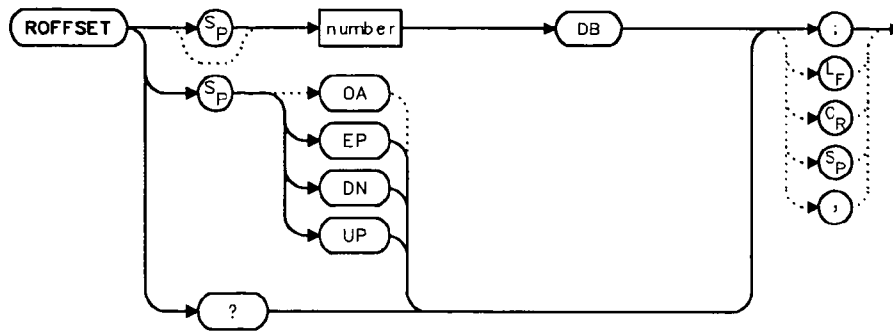 ROFFSET SP number DB ;
LF
SP OA
CR
EP
SP
DN
,
UP
?